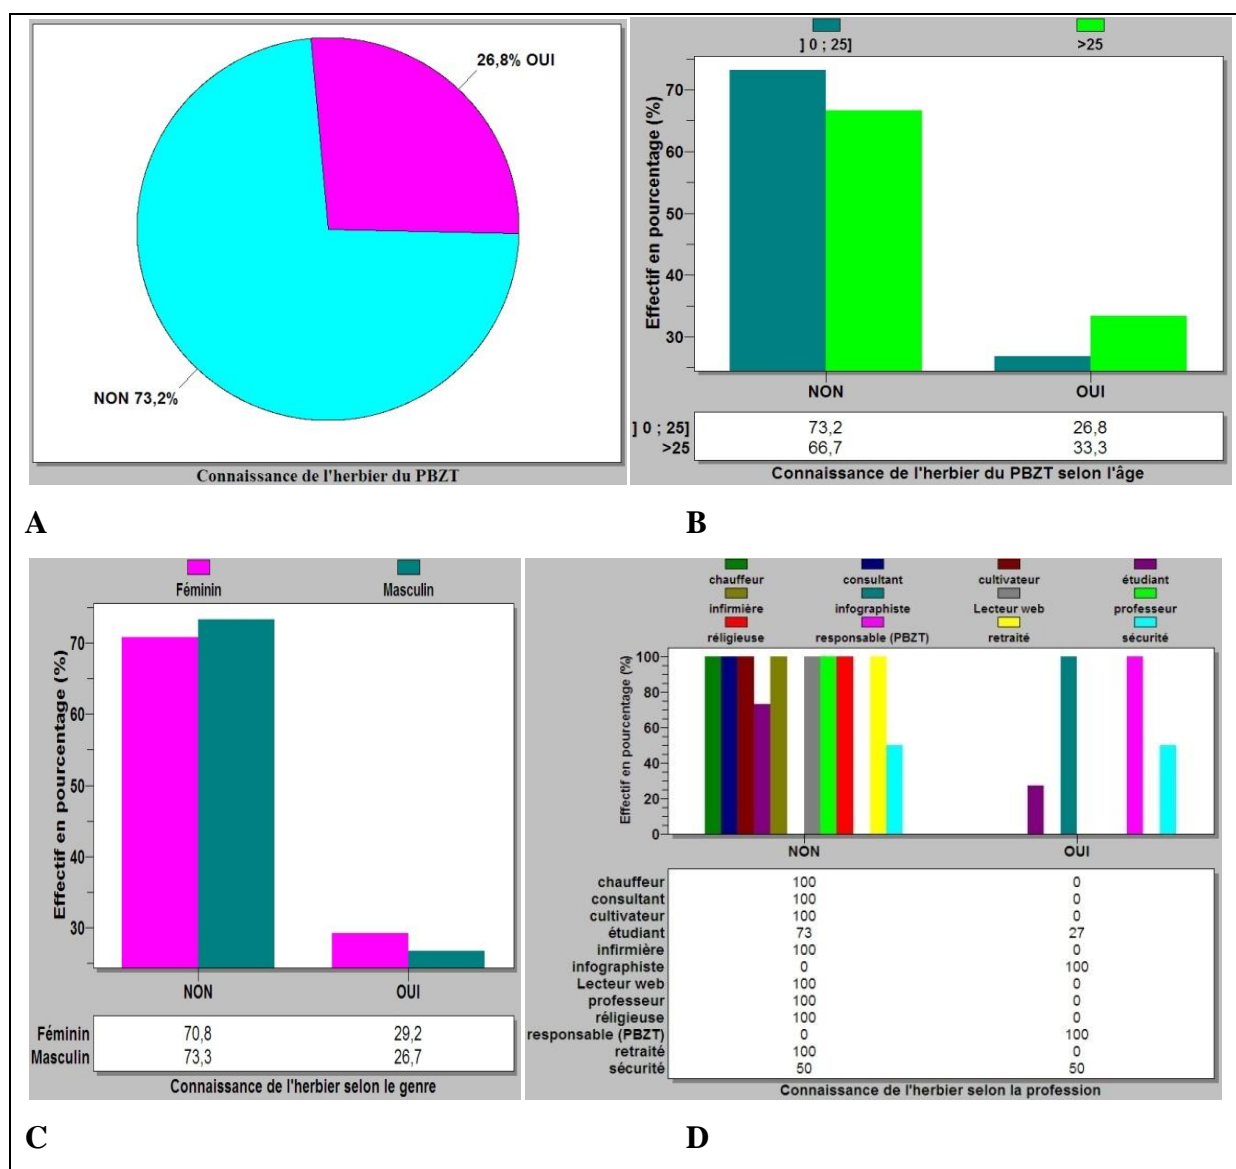 26,8% OUI
NON 73,2%
Connaissance de l'herbier du PBZT
] 0 ; 25] >25
Effectif en pourcentage (%)
70
60
50
40
30
NON OUI
] 0 ; 25] 73,2 26,8
>25 66,7 33,3
Connaissance de l'herbier du PBZT selon l'âge
A B
Féminin Masculin
Effectif en pourcentage (%)
70
60
50
40
30
NON OUI
Féminin 70,8 29,2
Masculin 73,3 26,7
Connaissance de l'herbier selon le genre
chauffeur consultant cultivateur étudiant
infirmière infographiste Lecteur web professeur
réligieuse responsable (PBZT) retraité sécurité
Effectif en pourcentage (%)
100
80
60
40
20
0
NON OUI
chauffeur 100 0
consultant 100 0
cultivateur 100 0
étudiant 73 27
infirmière 100 0
infographiste 0 100
Lecteur web 100 0
professeur 100 0
réligieuse 100 0
responsable (PBZT) 0 100
retraité 100 0
sécurité 50 50
Connaissance de l'herbier selon la profession
C D